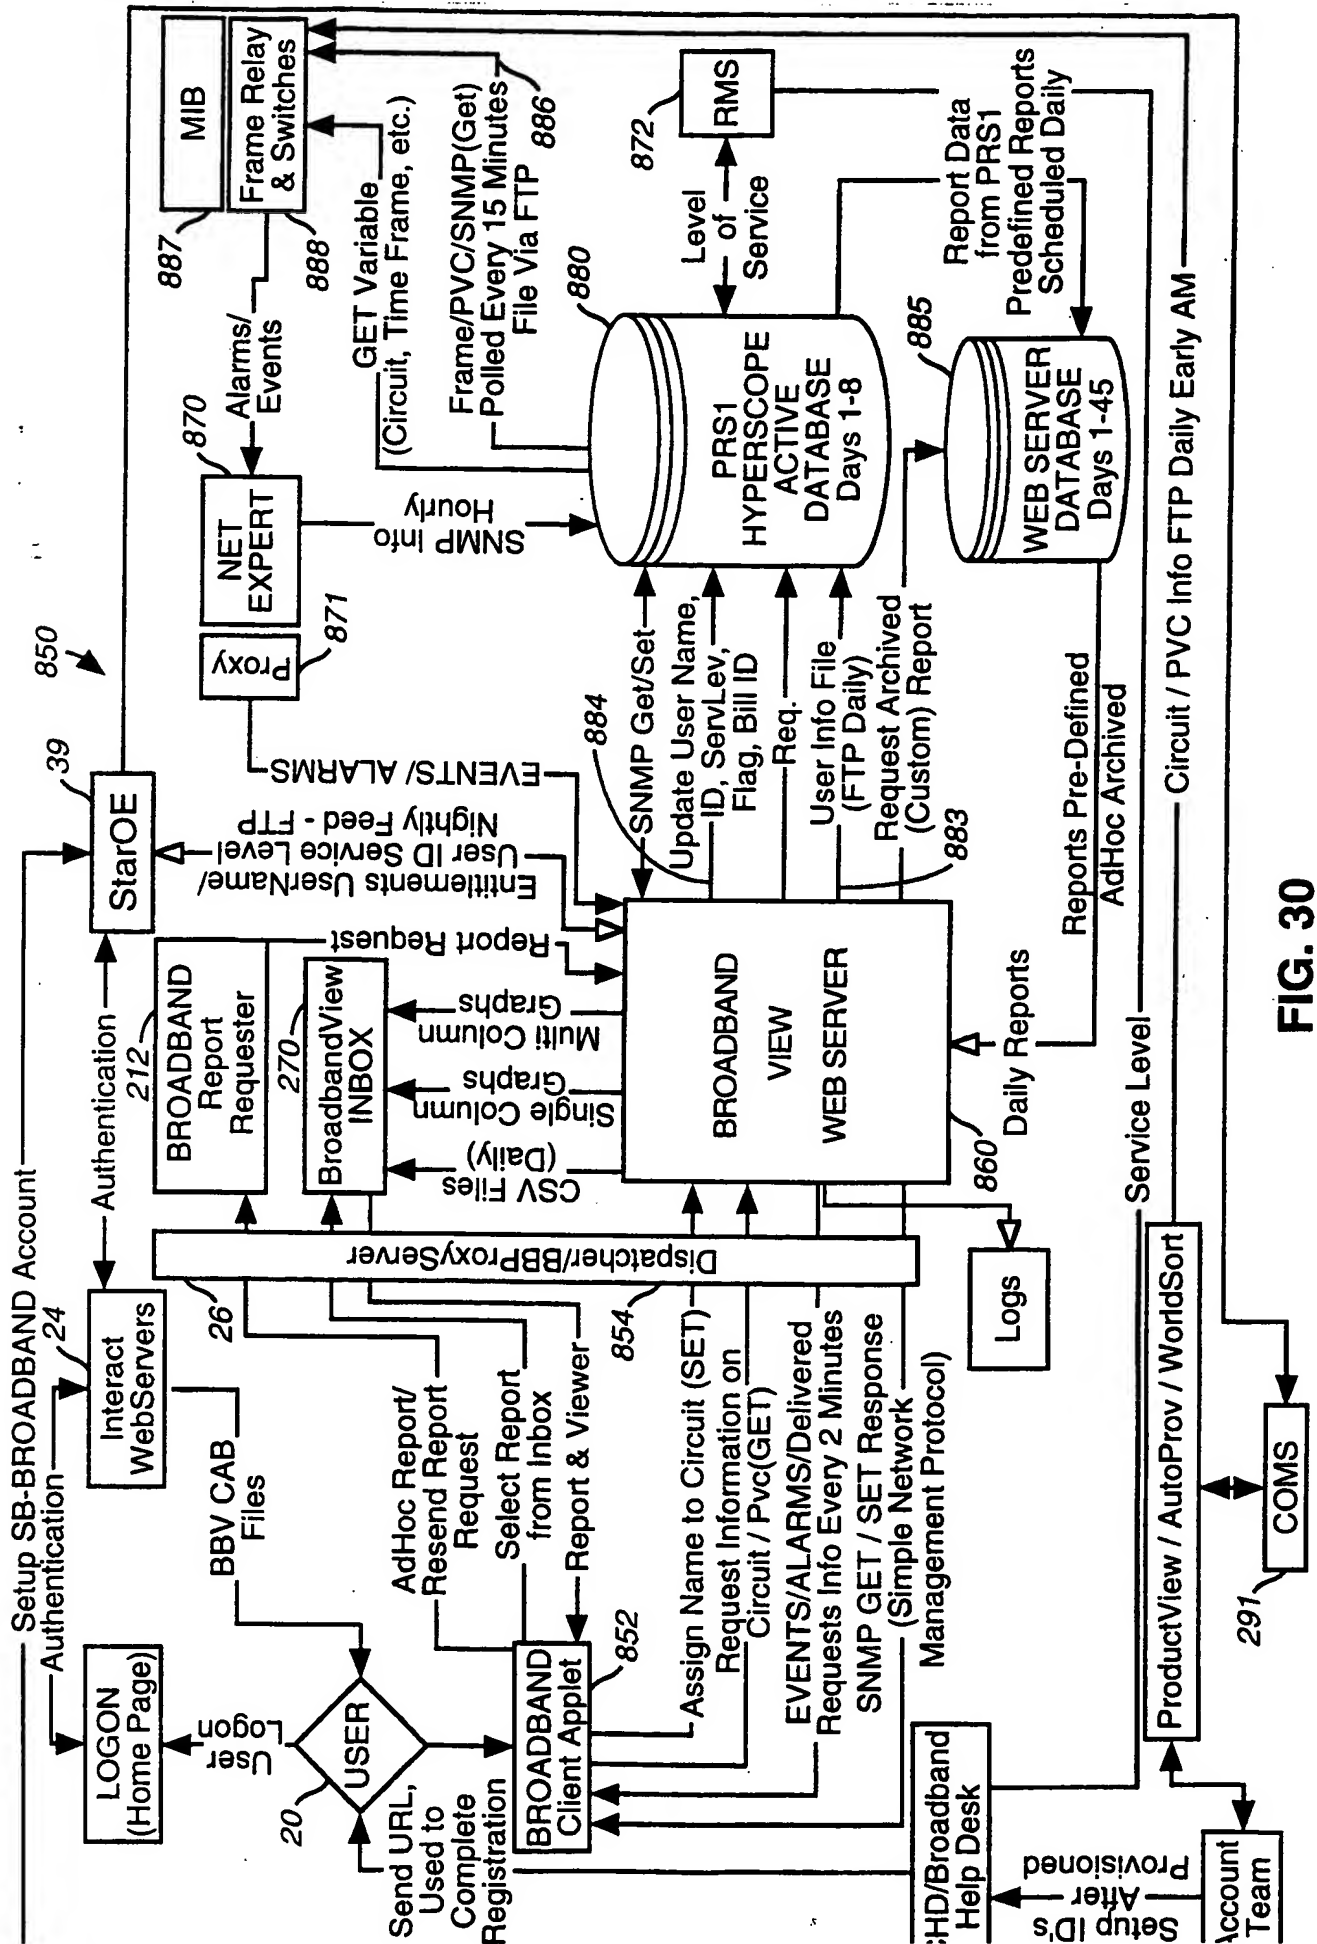 Setup SB-BROADBAND Account
LOGON
(Home Page)
Authentication
24
Interact
WebServers
Authentication
39
StarOE
850
User
Logon
20
USER
BBV CAB
Files
26
Send URL,
Used to
Complete
Registration
BROADBAND
Client Applet
852
AdHoc Report/
Resend Report
Request
Select Report
from Inbox
Report & Viewer
Dispatcher/BBProxyServer
854
212
BROADBAND
Report
Requester
270
BroadbandView
INBOX
Report Request
CSV Files
(Daily)
Single Column
Graphs
Multi Column
Graphs
Entitlements UserName/
User ID Service Level
Nightly Feed - FTP
EVENTS/ ALARMS
Proxy
871
NET
EXPERT
870
Alarms/
Events
MIB
887
Frame Relay
& Switches
888
SNMP Info
Hourly
GET Variable
(Circuit, Time Frame, etc.)
Frame/PVC/SNMP(Get)
Polled Every 15 Minutes
File Via FTP
886
Assign Name to Circuit (SET)
Request Information on
Circuit / Pvc(GET)
EVENTS/ALARMS/Delivered
Requests Info Every 2 Minutes
SNMP GET / SET Response
(Simple Network
Management Protocol)
BROADBAND
VIEW
WEB SERVER
860
Logs
884
SNMP Get/Set
Update User Name,
ID, ServLev,
Flag, Bill ID
Req.
User Info File
(FTP Daily)
Request Archived
(Custom) Report
883
PRS1
HYPERSCOPE
ACTIVE
DATABASE
Days 1-8
880
Level
of
Service
RMS
872
Report Data
from PRS1
Predefined Reports
Scheduled Daily
WEB SERVER
DATABASE
Days 1-45
885
Reports Pre-Defined
AdHoc Archived
Daily Reports
Service Level
Circuit / PVC Info FTP Daily Early AM
CHD/Broadband
Help Desk
Setup ID's
After
Provisioned
Account
Team
ProductView / AutoProv / WorldSort
COMS
291
FIG. 30